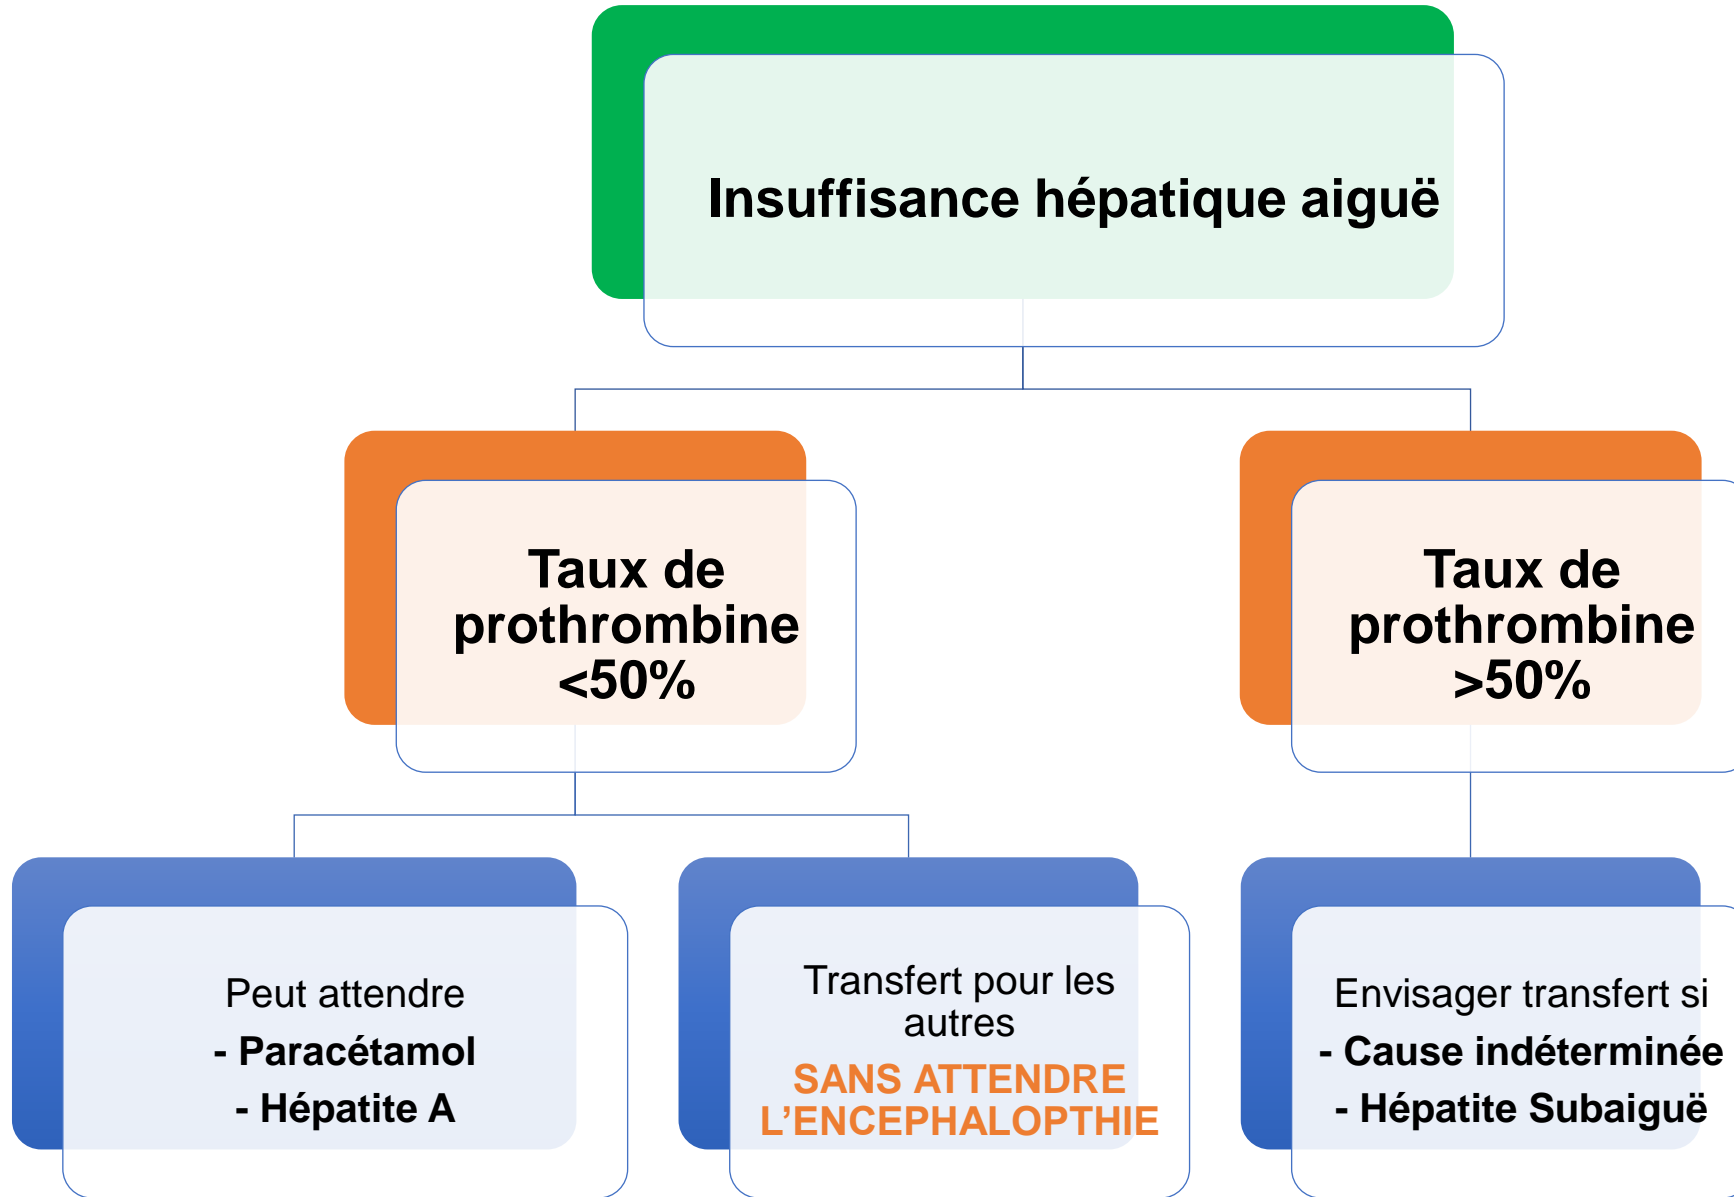 Insuffisance hépatique aiguë
Taux de
prothrombine
<50%
Taux de
prothrombine
>50%
Peut attendre
- Paracétamol
- Hépatite A
Transfert pour les
autres
SANS ATTENDRE
L’ENCEPHALOPTHIE
Envisager transfert si
- Cause indéterminée
- Hépatite Subaiguë